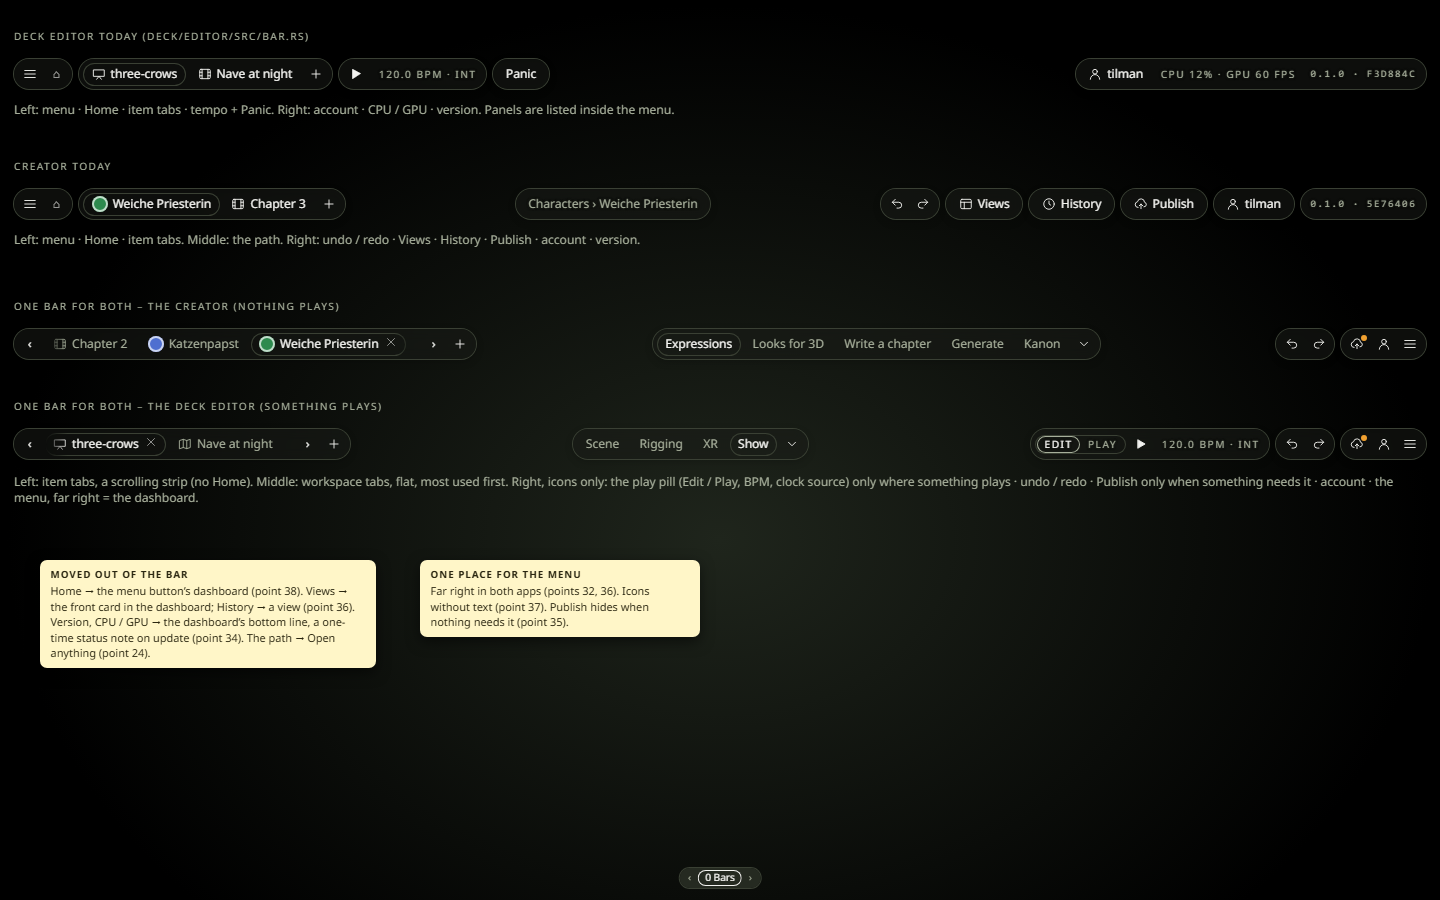 DECK EDITOR TODAY (DECK/EDITOR/SRC/BAR.RS)
three-crows Nave at night + 120.0 BPM · INT Panic tilman CPU 12% · GPU 60 FPS 0.1.0 · F3D884C
Left: menu · Home · item tabs · tempo + Panic. Right: account · CPU / GPU · version. Panels are listed inside the menu.
CREATOR TODAY
Weiche Priesterin Chapter 3 + Characters › Weiche Priesterin Views History Publish tilman 0.1.0 · 5E76406
Left: menu · Home · item tabs. Middle: the path. Right: undo / redo · Views · History · Publish · account · version.
ONE BAR FOR BOTH – THE CREATOR (NOTHING PLAYS)
‹ Chapter 2 Katzenpapst Weiche Priesterin › + Expressions Looks for 3D Write a chapter Generate Kanon
ONE BAR FOR BOTH – THE DECK EDITOR (SOMETHING PLAYS)
‹ three-crows Nave at night › + Scene Rigging XR Show EDIT PLAY 120.0 BPM · INT
Left: item tabs, a scrolling strip (no Home). Middle: workspace tabs, flat, most used first. Right, icons only: the play pill (Edit / Play, BPM, clock source) only where something plays · undo / redo · Publish only when something needs it · account · the
menu, far right = the dashboard.
MOVED OUT OF THE BAR
Home → the menu button's dashboard (point 38). Views →
the front card in the dashboard; History → a view (point 36).
Version, CPU / GPU → the dashboard's bottom line, a one-
time status note on update (point 34). The path → Open
anything (point 24).
ONE PLACE FOR THE MENU
Far right in both apps (points 32, 36). Icons
without text (point 37). Publish hides when
nothing needs it (point 35).
‹ 0 Bars ›